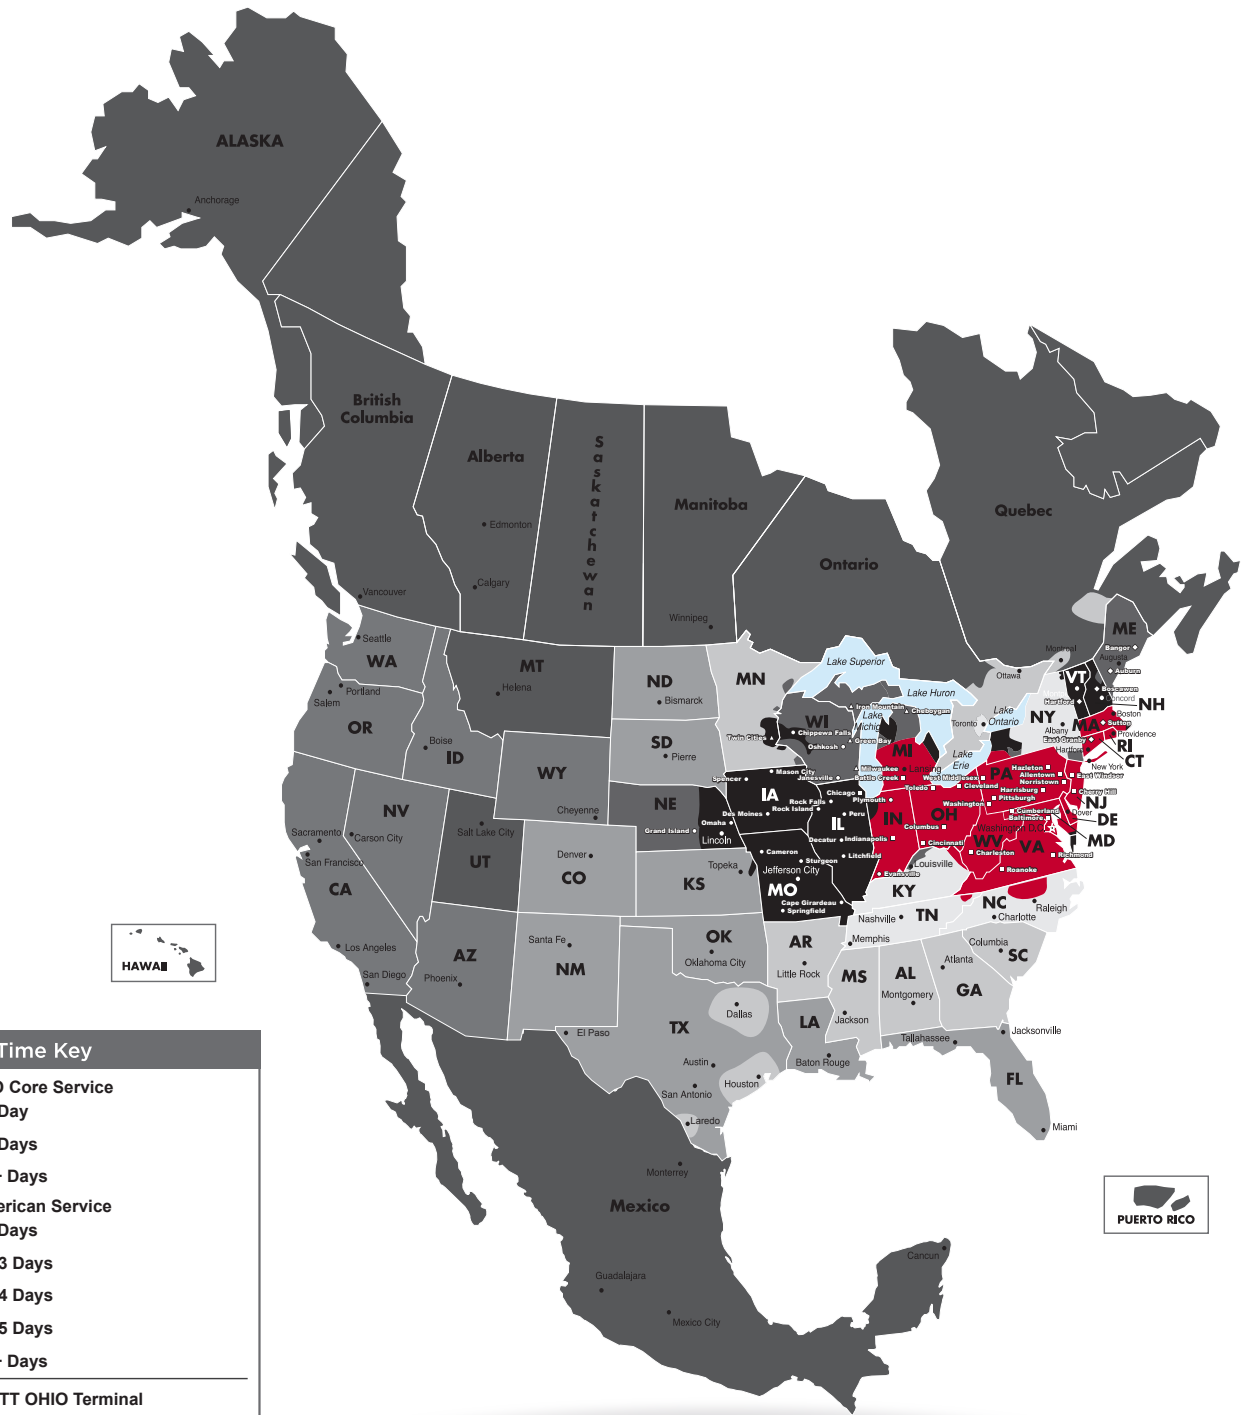 ALASKA
Anchorage
British
Columbia
Alberta
Saskatchewan
Manitoba
Ontario
Quebec
Edmonton
Calgary
Vancouver
Winnipeg
Seattle
WA
Portland
Salem
OR
Boise
ID
MT
Helena
ND
Bismarck
SD
Pierre
MN
Twin Cities
WY
Cheyenne
NE
Grand Island
Omaha
Lincoln
NV
Carson City
Sacramento
San Francisco
CA
Los Angeles
San Diego
Salt Lake City
UT
Denver
CO
Topeka
KS
AZ
Phoenix
Santa Fe
NM
El Paso
OK
Oklahoma City
TX
Dallas
Austin
Houston
San Antonio
Laredo
Lake Superior
Lake Huron
Lake
Michig
Lake
Ontario
Lake
Erie
Iron Mountain
Cheboygan
WI
Chippewa Falls
Green Bay
Oshkosh
Milwaukee
Janesville
MI
Lansing
Battle Creek
Spencer
Mason City
IA
Des Moines
Rock Falls
Rock Island
Chicago
Plymouth
Peru
IL
Decatur
Litchfield
Indianapolis
IN
Evansville
Cameron
Sturgeon
Jefferson City
MO
Cape Girardeau
Springfield
Toledo
West Middlesex
Cleveland
OH
Columbus
Cincinnati
Washington
Pittsburgh
PA
Hazleton
Allentown
Norristown
Harrisburg
Cumberland
Baltimore
Washington D.C.
WV
Charleston
VA
Richmond
Roanoke
Louisville
KY
Nashville
TN
Memphis
NC
Raleigh
Charlotte
Columbia
SC
AR
Little Rock
MS
Jackson
AL
Montgomery
Atlanta
GA
LA
Baton Rouge
Tallahassee
Jacksonville
FL
Miami
Ottawa
Montreal
Toronto
NY
Albany
VT
Hartford
ME
Bangor
Augusta
Auburn
Boscawen
Concord
NH
Boston
MA
Sutton
Providence
RI
East Granby
Hartford
CT
New York
East Windsor
Cherry Hill
NJ
Dover
DE
MD
HAWAII
PUERTO RICO
Mexico
Monterrey
Guadalajara
Mexico City
Cancun
Time Key
Core Service
Day
Days
Days
erican Service
Days
3 Days
4 Days
5 Days
Days
TT OHIO Terminal